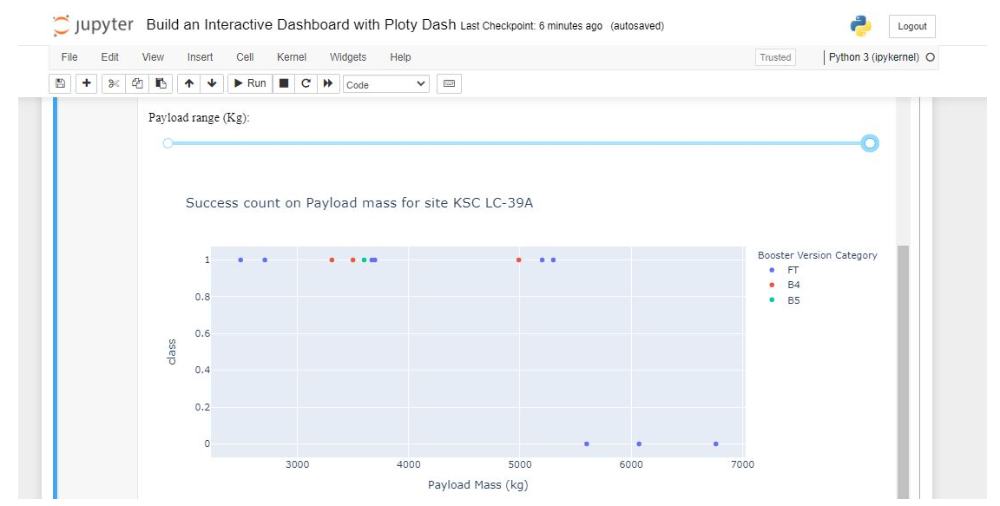 jupyter Build an Interactive Dashboard with Ploty Dash Last Checkpoint: 6 minutes ago (autosaved) Logout
File Edit View Insert Cell Kernel Widgets Help Trusted Python 3 (ipykernel)
Run Code
Payload range (Kg):
Success count on Payload mass for site KSC LC-39A
Booster Version Category
FT
B4
B5
class
1
0.8
0.6
0.4
0.2
0
3000 4000 5000 6000 7000
Payload Mass (kg)